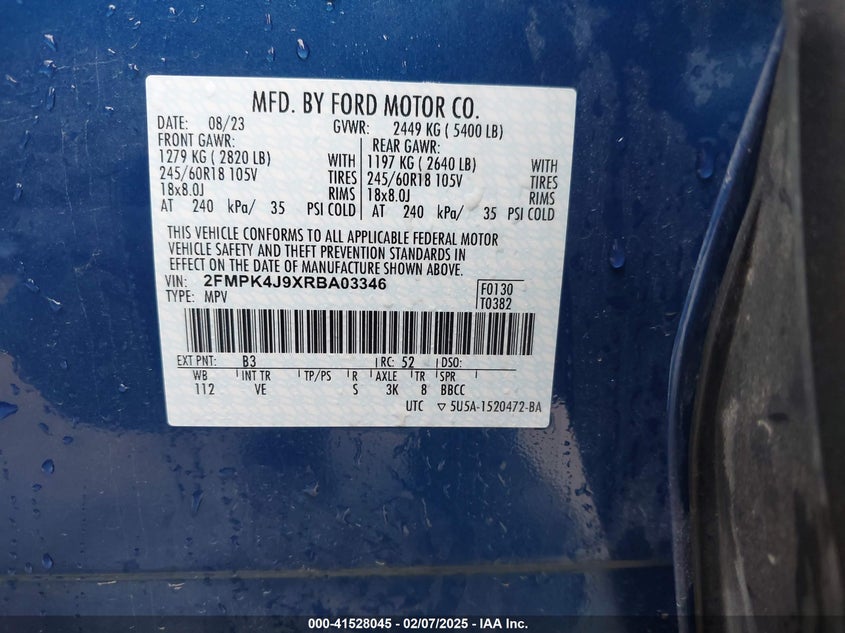 MFD. BY FORD MOTOR CO.
DATE: 08/23 GVWR: 2449 KG ( 5400 LB)
FRONT GAWR: REAR GAWR:
1279 KG ( 2820 LB) WITH 1197 KG ( 2640 LB) WITH
245/60R18 105V TIRES 245/60R18 105V TIRES
18x8.0J RIMS 18x8.0J RIMS
AT 240 kPa/ 35 PSI COLD AT 240 kPa/ 35 PSI COLD
THIS VEHICLE CONFORMS TO ALL APPLICABLE FEDERAL MOTOR
VEHICLE SAFETY AND THEFT PREVENTION STANDARDS IN
EFFECT ON THE DATE OF MANUFACTURE SHOWN ABOVE.
VIN: 2FMPK4J9XRBA03346 F0130
TYPE: MPV T0382
EXT PNT: B3 RC: 52 DSO:
WB INT TR TP/PS R AXLE TR SPR
112 VE S 3K 8 BBCC
UTC ▽ 5U5A-1520472-BA
000-41528045 - 02/07/2025 - IAA Inc.